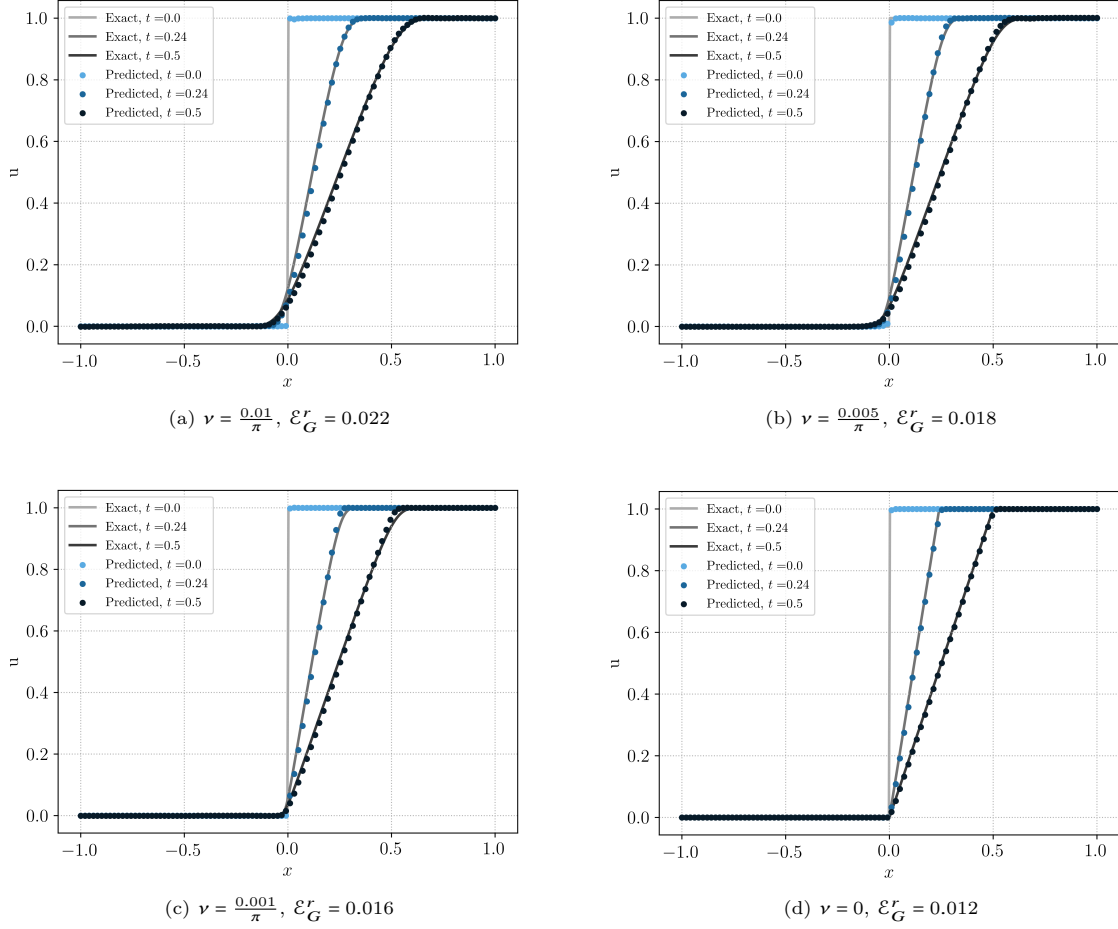 Exact, t =0.0
Exact, t =0.24
Exact, t =0.5
Predicted, t =0.0
Predicted, t =0.24
Predicted, t =0.5
1.0
0.8
0.6
0.4
0.2
0.0
u
−1.0 −0.5 0.0 0.5 1.0
x
(a) ν = 0.01/π, ℰ_G^r = 0.022
Exact, t =0.0
Exact, t =0.24
Exact, t =0.5
Predicted, t =0.0
Predicted, t =0.24
Predicted, t =0.5
1.0
0.8
0.6
0.4
0.2
0.0
u
−1.0 −0.5 0.0 0.5 1.0
x
(b) ν = 0.005/π, ℰ_G^r = 0.018
Exact, t =0.0
Exact, t =0.24
Exact, t =0.5
Predicted, t =0.0
Predicted, t =0.24
Predicted, t =0.5
1.0
0.8
0.6
0.4
0.2
0.0
u
−1.0 −0.5 0.0 0.5 1.0
x
(c) ν = 0.001/π, ℰ_G^r = 0.016
Exact, t =0.0
Exact, t =0.24
Exact, t =0.5
Predicted, t =0.0
Predicted, t =0.24
Predicted, t =0.5
1.0
0.8
0.6
0.4
0.2
0.0
u
−1.0 −0.5 0.0 0.5 1.0
x
(d) ν = 0, ℰ_G^r = 0.012